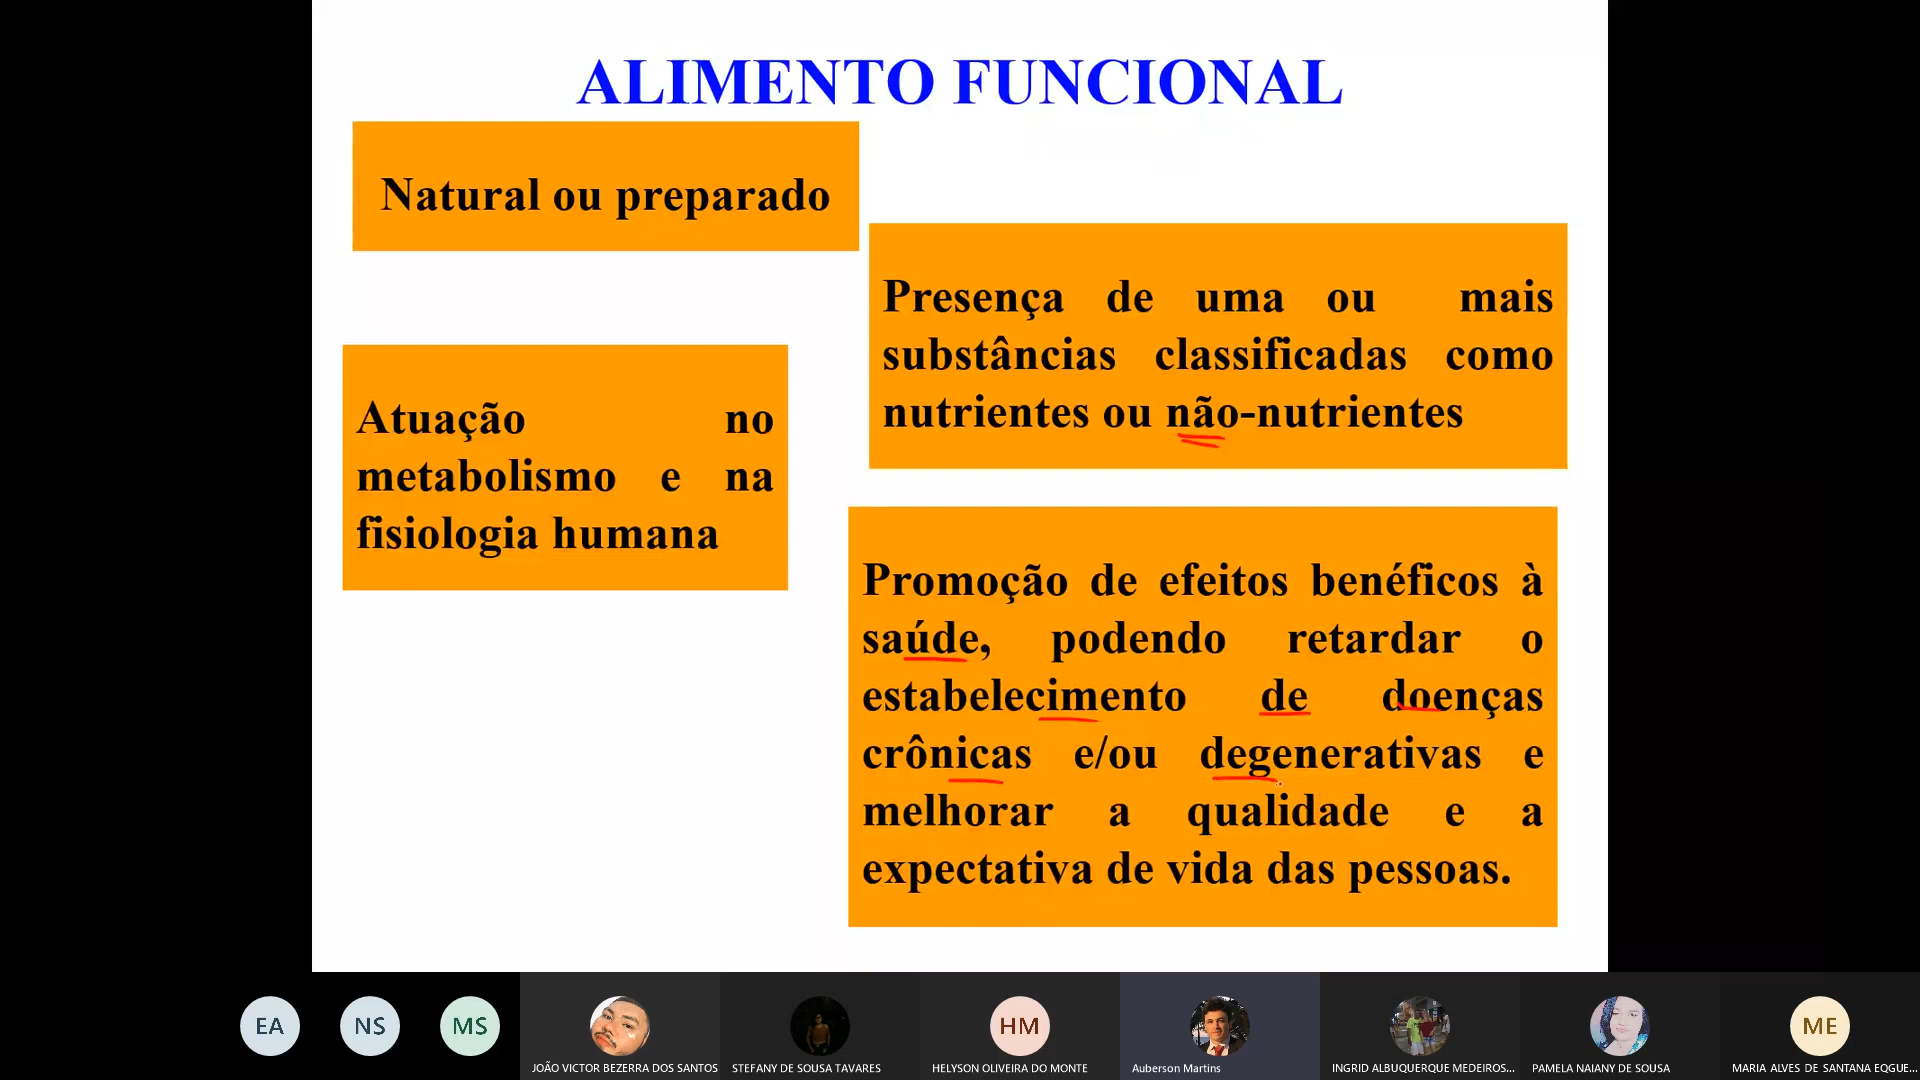 ALIMENTO FUNCIONAL
Natural ou preparado
Presença de uma ou mais
substâncias classificadas como
nutrientes ou não-nutrientes
Atuação no
metabolismo e na
fisiologia humana
Promoção de efeitos benéficos à
saúde, podendo retardar o
estabelecimento de doenças
crônicas e/ou degenerativas e
melhorar a qualidade e a
expectativa de vida das pessoas.
EA
NS
MS
HM
ME
JOÃO VICTOR BEZERRA DOS SANTOS
STEFANY DE SOUSA TAVARES
HELYSON OLIVEIRA DO MONTE
Auberson Martins
INGRID ALBUQUERQUE MEDEIROS...
PAMELA NAIANY DE SOUSA
MARIA ALVES DE SANTANA EQGUE...